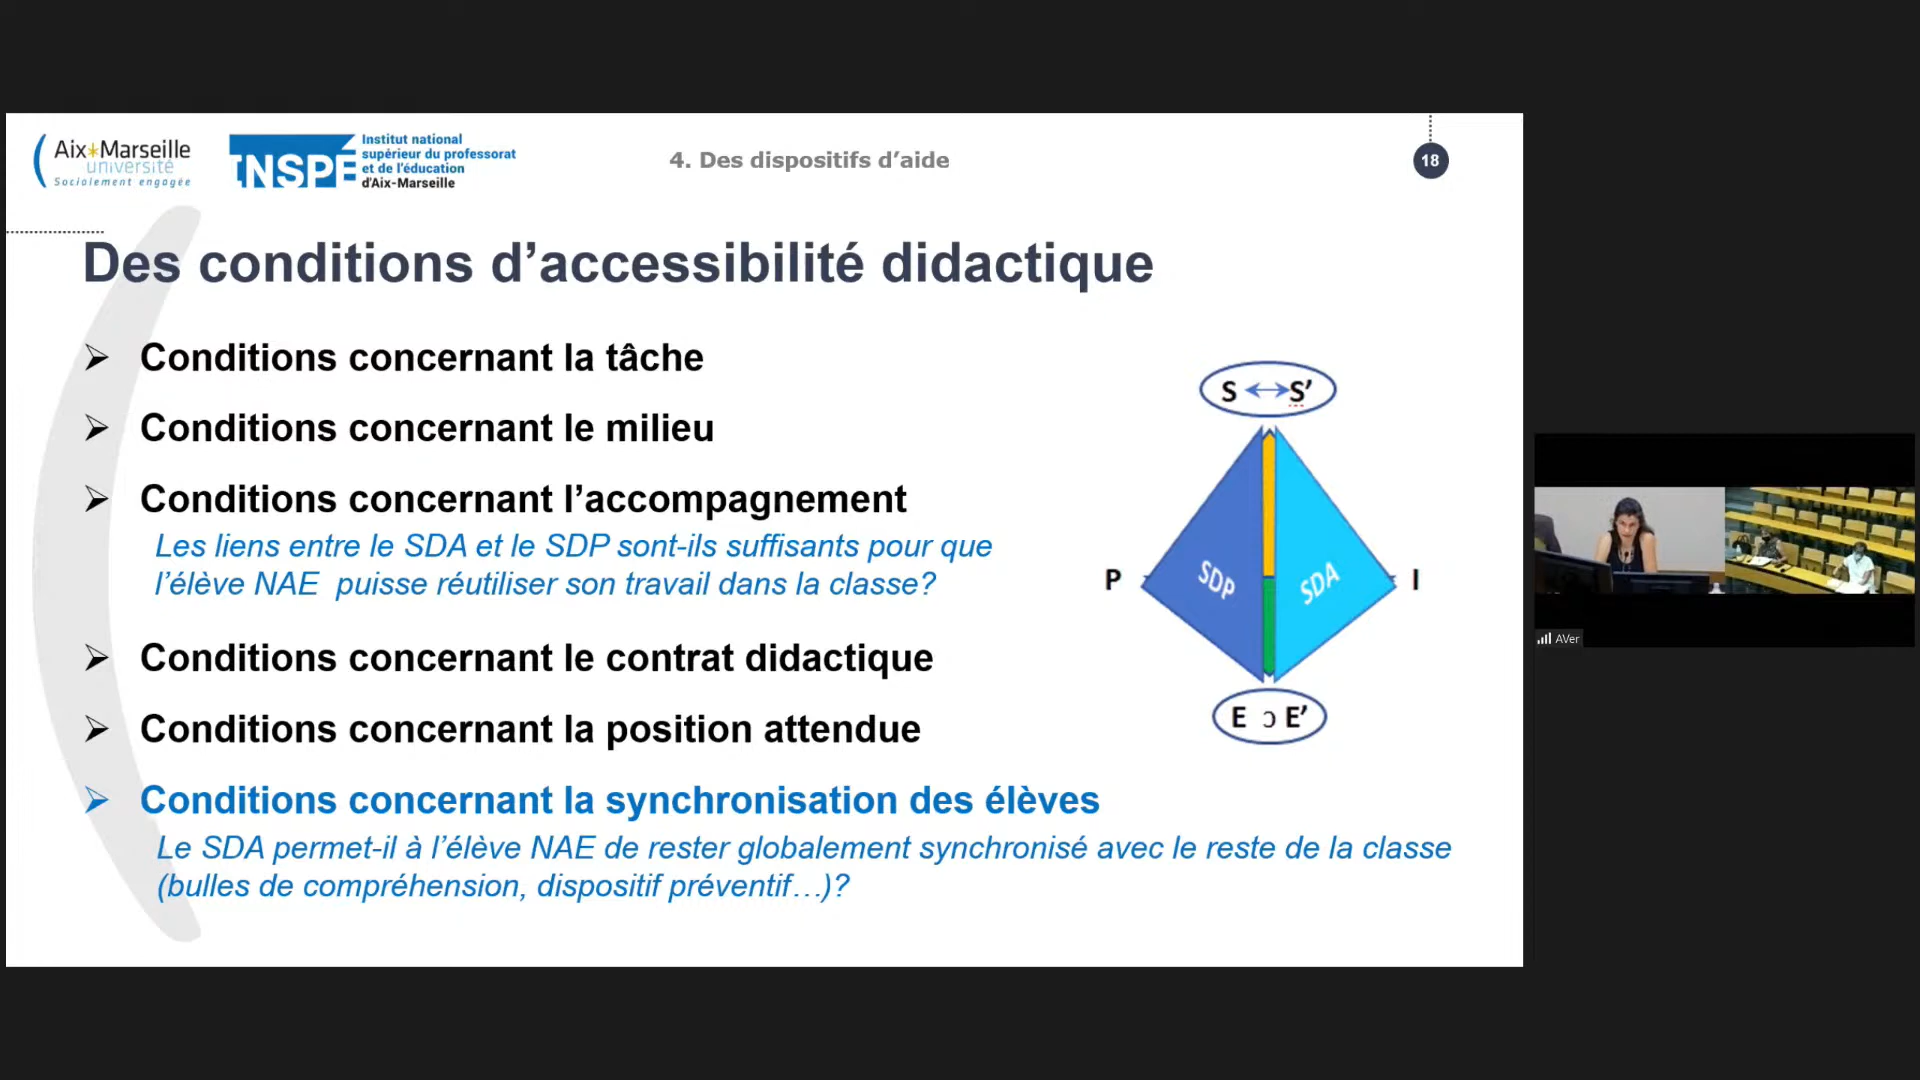 Aix✶Marseille
université
Socialement engagée
INSPÉ
Institut national
supérieur du professorat
et de l'éducation
d'Aix-Marseille
4. Des dispositifs d’aide
18
Des conditions d’accessibilité didactique
➢ Conditions concernant la tâche
➢ Conditions concernant le milieu
➢ Conditions concernant l’accompagnement
Les liens entre le SDA et le SDP sont-ils suffisants pour que
l’élève NAE puisse réutiliser son travail dans la classe?
➢ Conditions concernant le contrat didactique
➢ Conditions concernant la position attendue
➢ Conditions concernant la synchronisation des élèves
Le SDA permet-il à l’élève NAE de rester globalement synchronisé avec le reste de la classe
(bulles de compréhension, dispositif préventif…)?
S ↔ S’
P
SDP
SDA
I
E ↄ E’
AVer